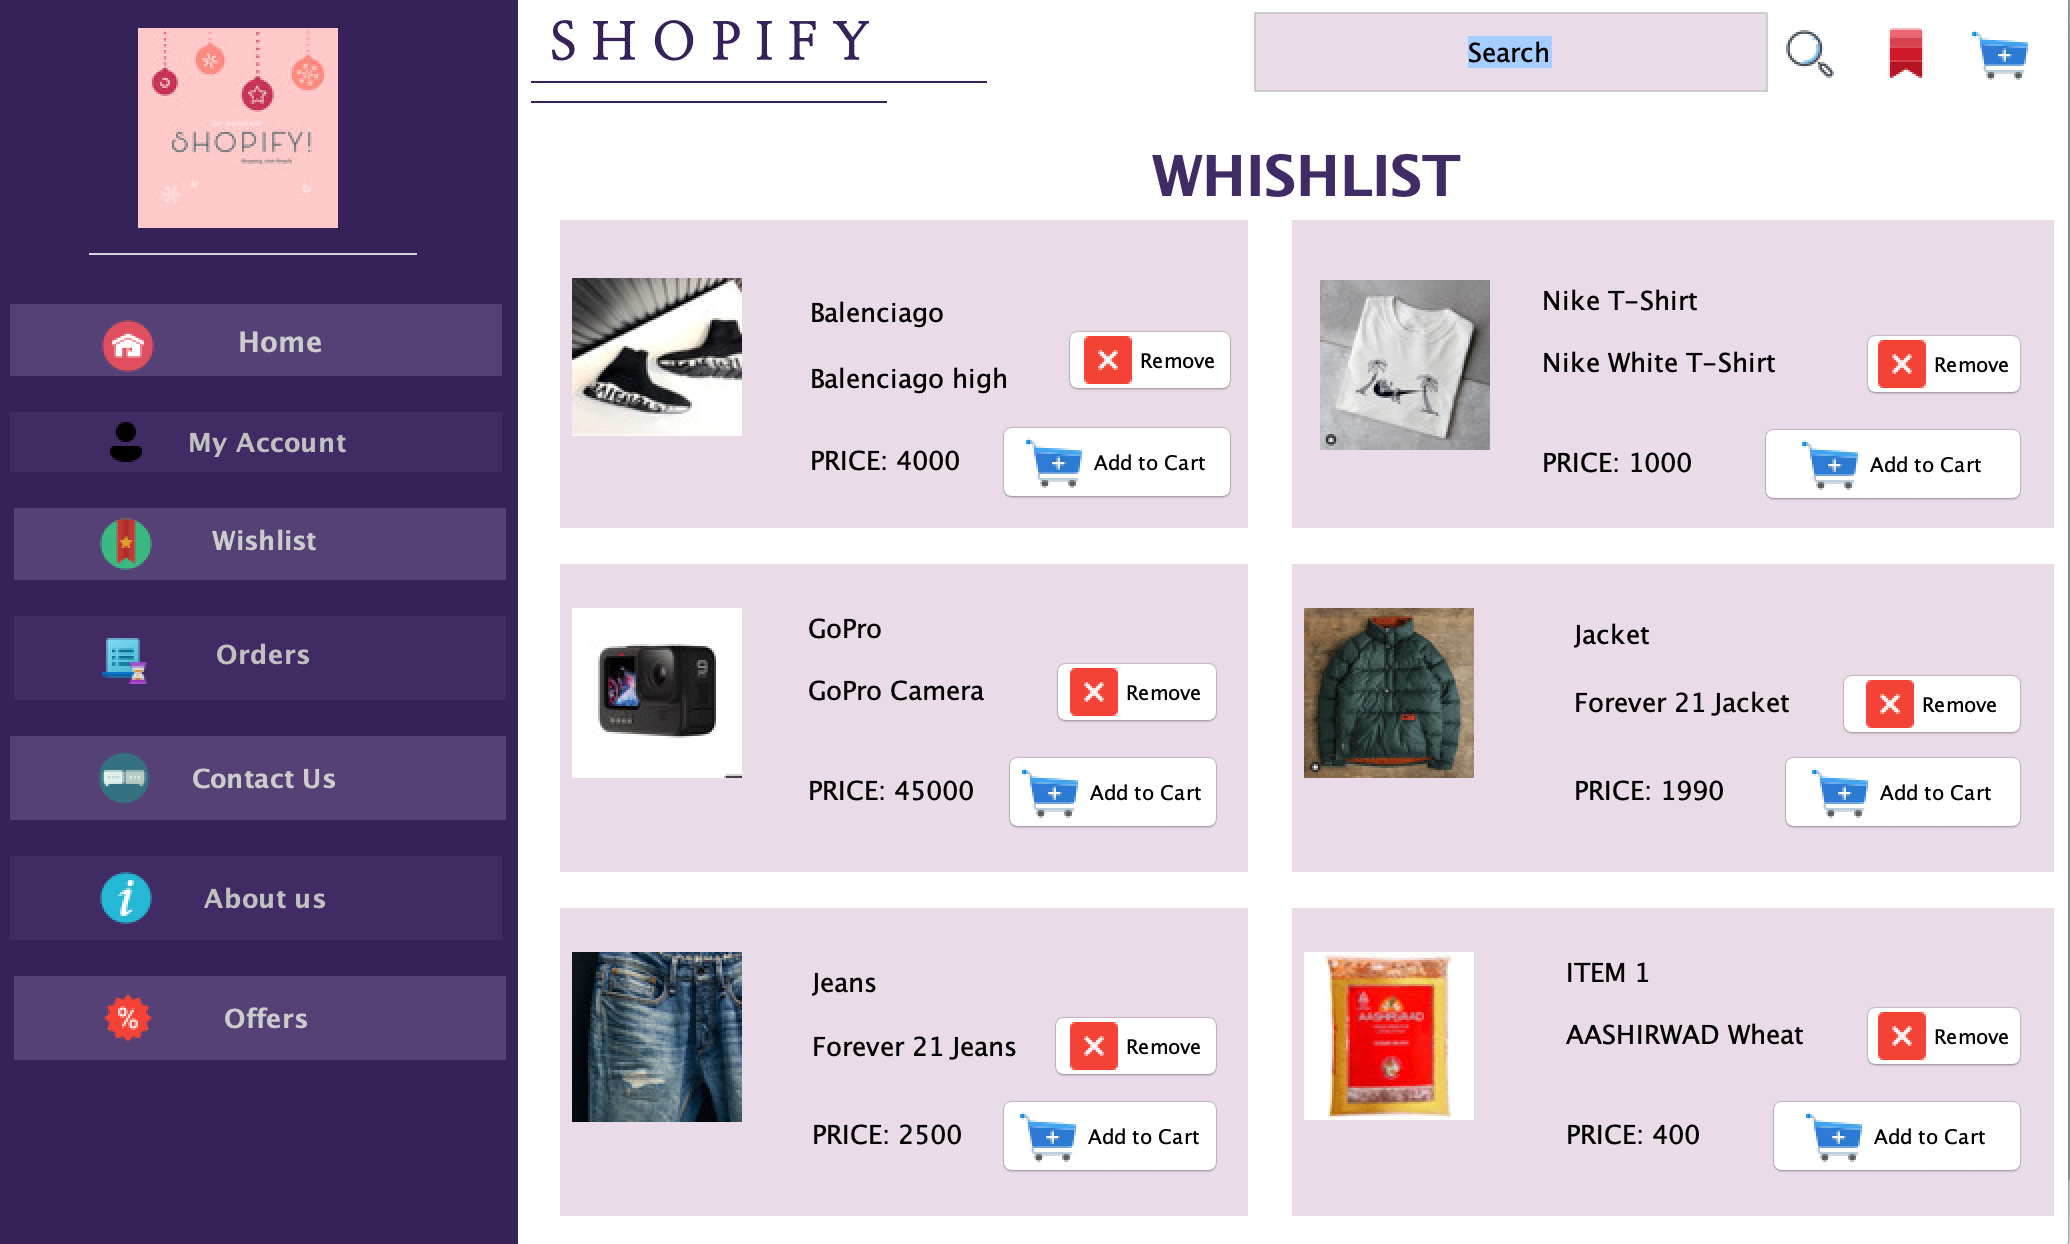 SHOPIFY!
Home
My Account
Wishlist
Orders
Contact Us
About us
Offers
SHOPIFY
Search
WHISHLIST
Balenciago
Balenciago high
Remove
PRICE: 4000
Add to Cart
Nike T-Shirt
Nike White T-Shirt
Remove
PRICE: 1000
Add to Cart
GoPro
GoPro Camera
Remove
PRICE: 45000
Add to Cart
Jacket
Forever 21 Jacket
Remove
PRICE: 1990
Add to Cart
Jeans
Forever 21 Jeans
Remove
PRICE: 2500
Add to Cart
AASHIRVAAD
ITEM 1
AASHIRWAD Wheat
Remove
PRICE: 400
Add to Cart